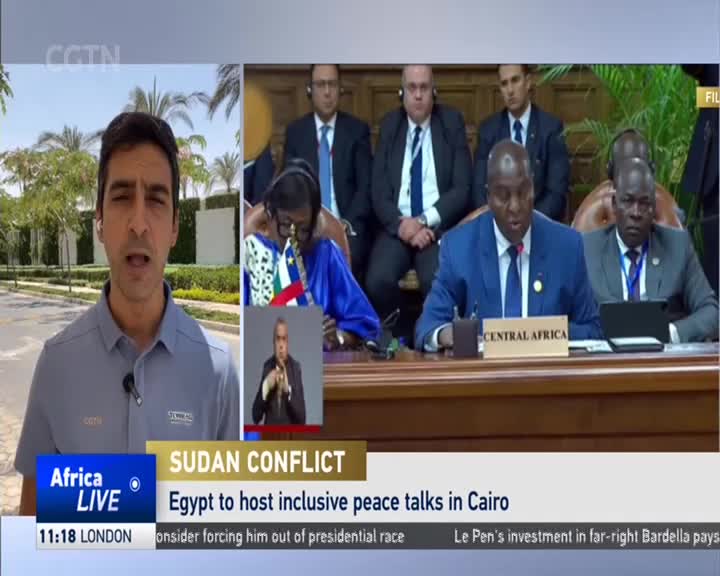 CGTN
FIL
CENTRAL AFRICA
CGTN
SUDAN CONFLICT
Egypt to host inclusive peace talks in Cairo
Africa
LIVE
11:18 LONDON
onsider forcing him out of presidential race Le Pen's investment in far-right Bardella pays